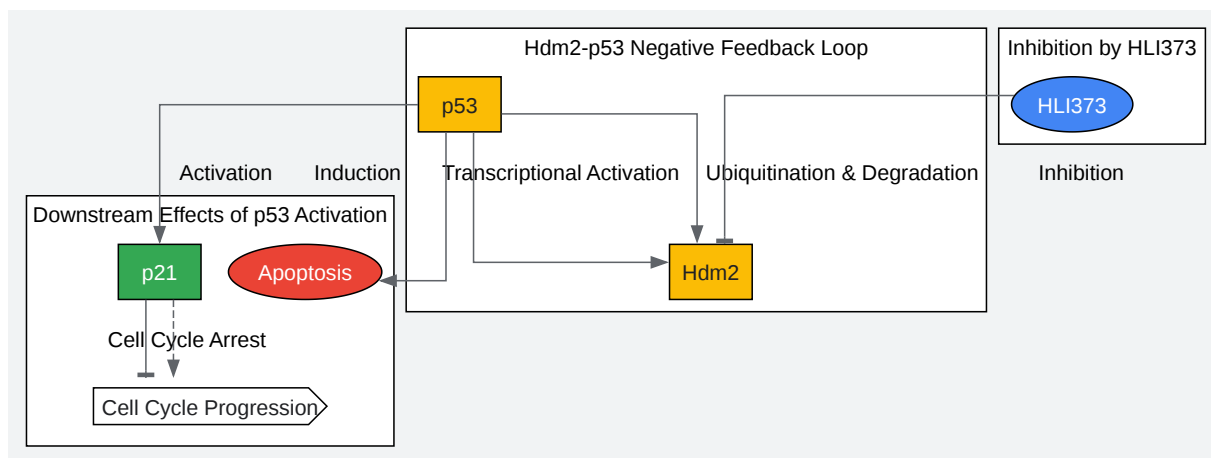 Hdm2-p53 Negative Feedback Loop
Inhibition by HLI373
p53
HLI373
Activation
Induction
Transcriptional Activation
Ubiquitination & Degradation
Inhibition
Downstream Effects of p53 Activation
p21
Apoptosis
Hdm2
Cell Cycle Arrest
Cell Cycle Progression